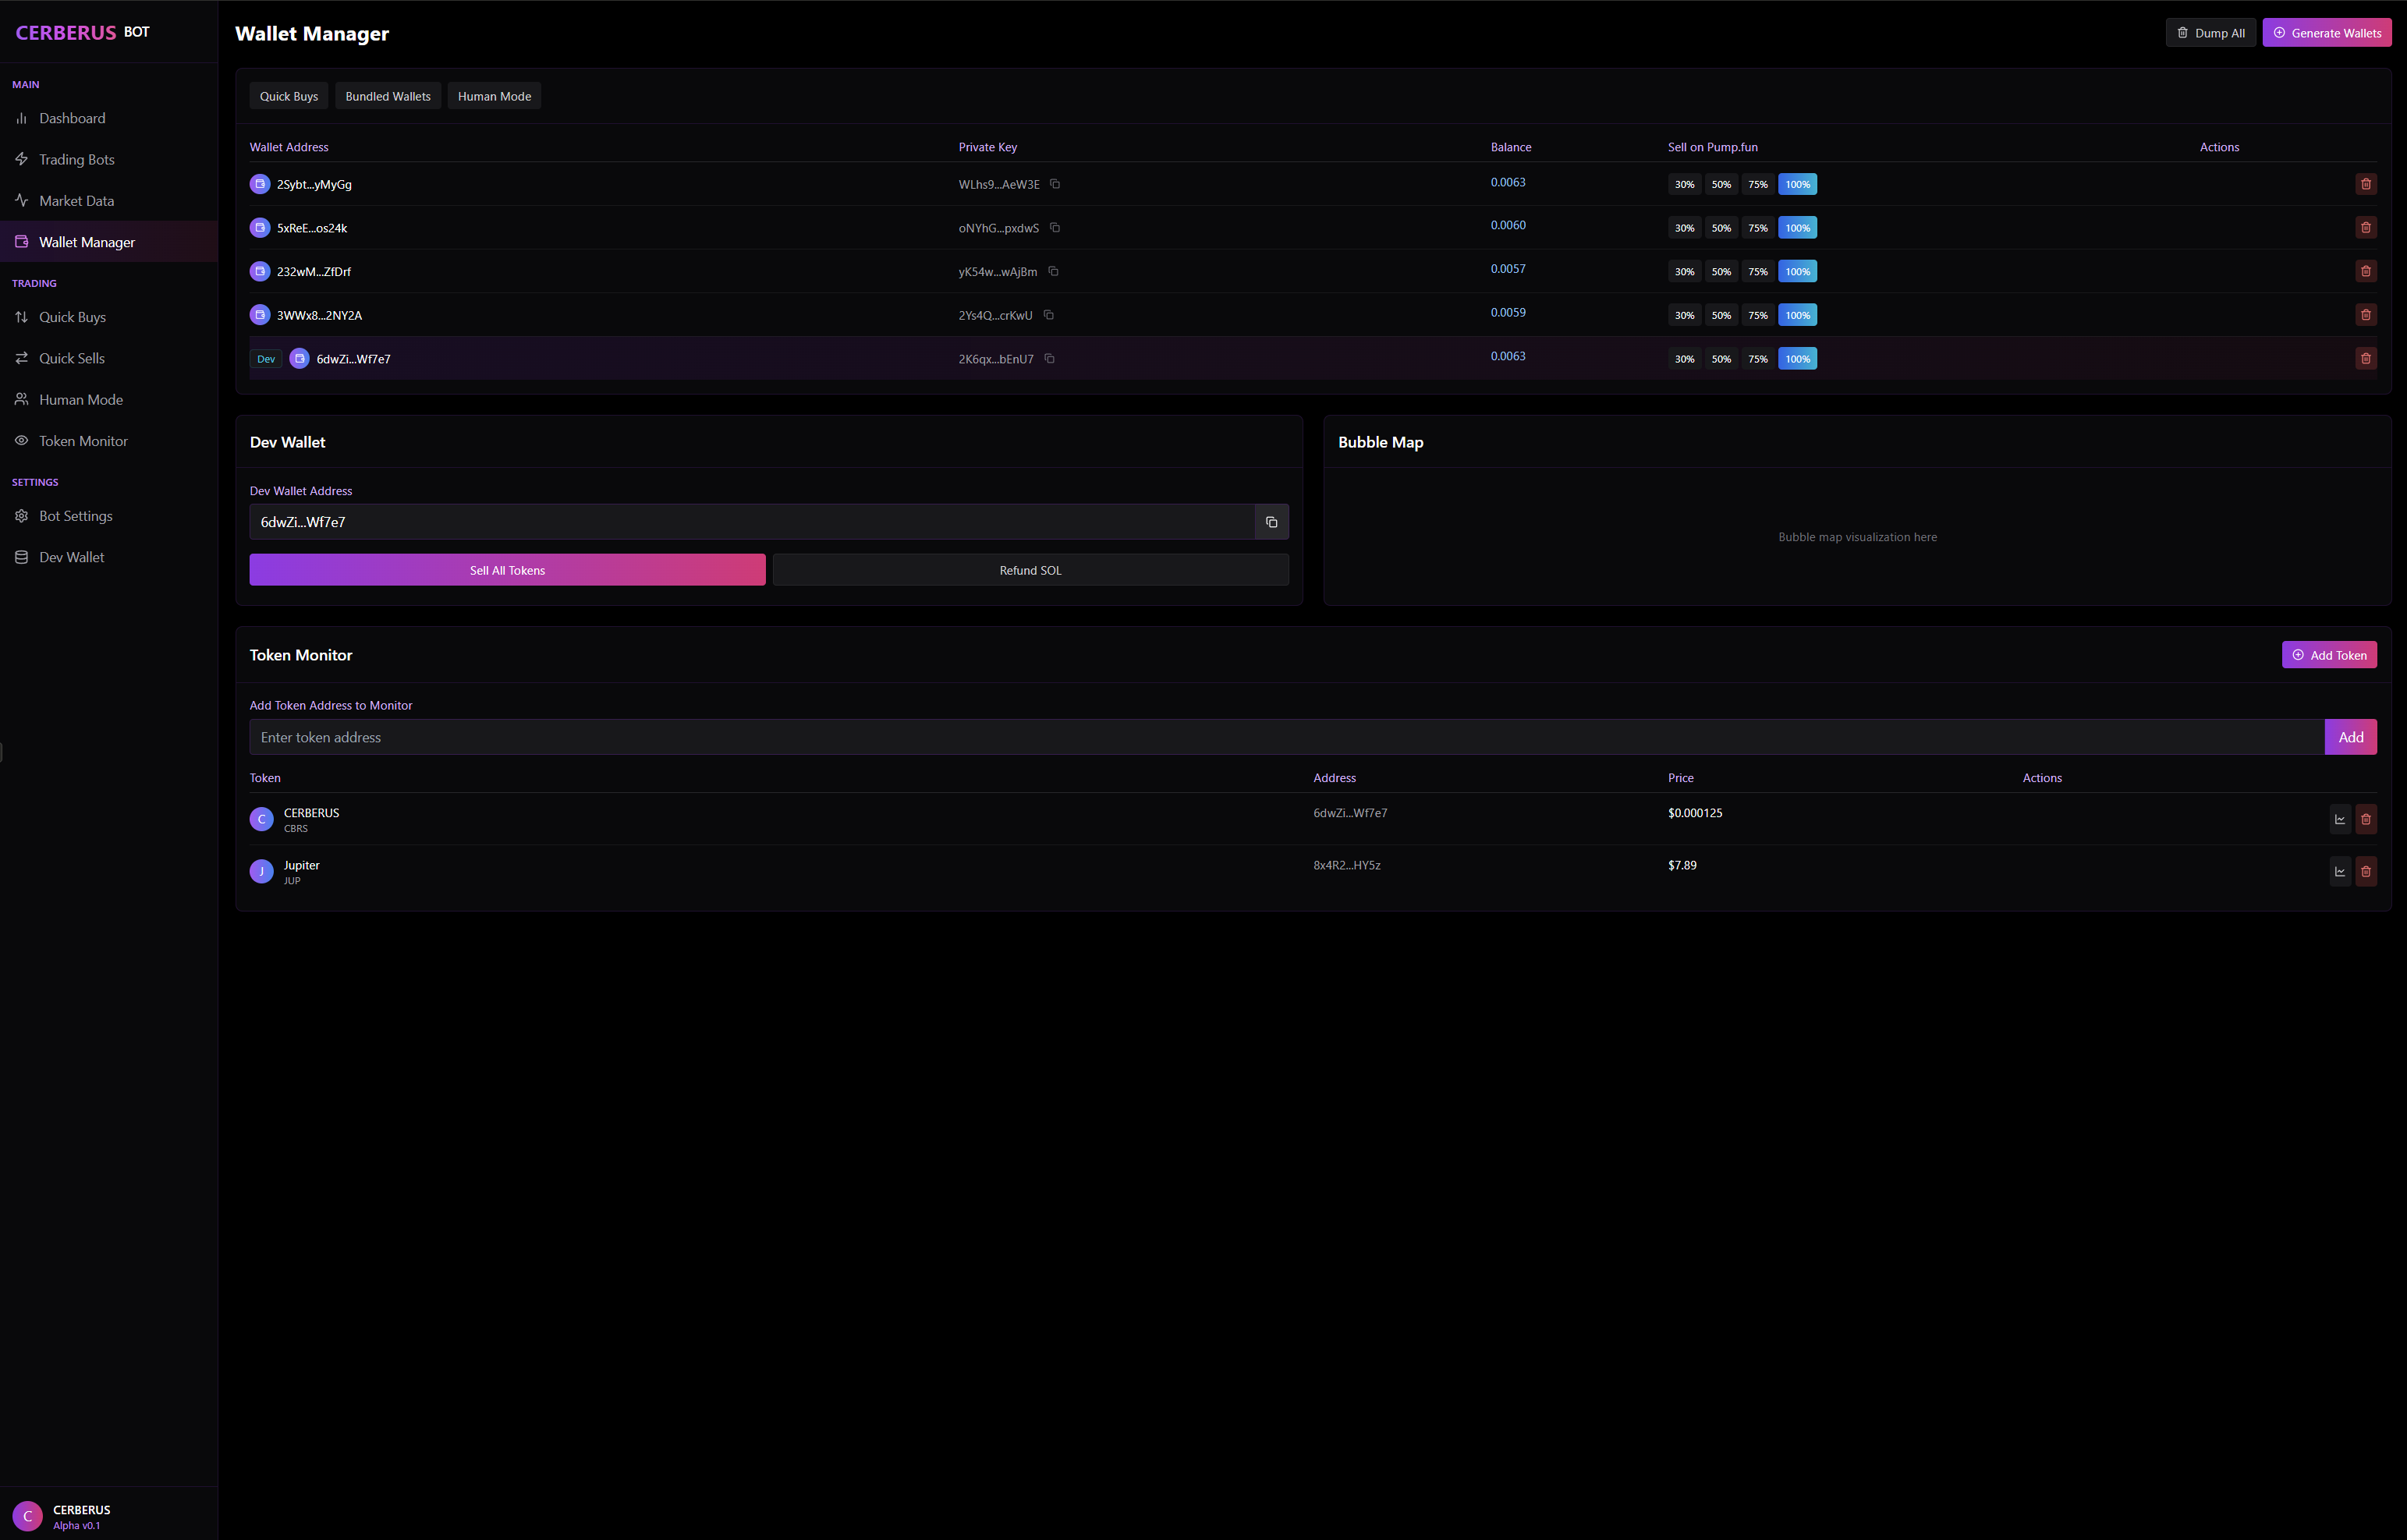 CERBERUS BOT
MAIN
Dashboard
Trading Bots
Market Data
Wallet Manager
TRADING
Quick Buys
Quick Sells
Human Mode
Token Monitor
SETTINGS
Bot Settings
Dev Wallet
C
CERBERUS
Alpha v0.1
Wallet Manager
Dump All
Generate Wallets
Quick Buys Bundled Wallets Human Mode
Wallet Address Private Key Balance Sell on Pump.fun Actions
2Sybt...yMyGg WLhs9...AeW3E 0.0063 30% 50% 75% 100%
5xReE...os24k oNYhG...pxdwS 0.0060 30% 50% 75% 100%
232wM...ZfDrf yK54w...wAjBm 0.0057 30% 50% 75% 100%
3WWx8...2NY2A 2Ys4Q...crKwU 0.0059 30% 50% 75% 100%
Dev 6dwZi...Wf7e7 2K6qx...bEnU7 0.0063 30% 50% 75% 100%
Dev Wallet
Dev Wallet Address
6dwZi...Wf7e7
Sell All Tokens Refund SOL
Bubble Map
Bubble map visualization here
Token Monitor
Add Token
Add Token Address to Monitor
Enter token address Add
Token Address Price Actions
C CERBERUS 6dwZi...Wf7e7 $0.000125
CBRS
J Jupiter 8x4R2...HY5z $7.89
JUP